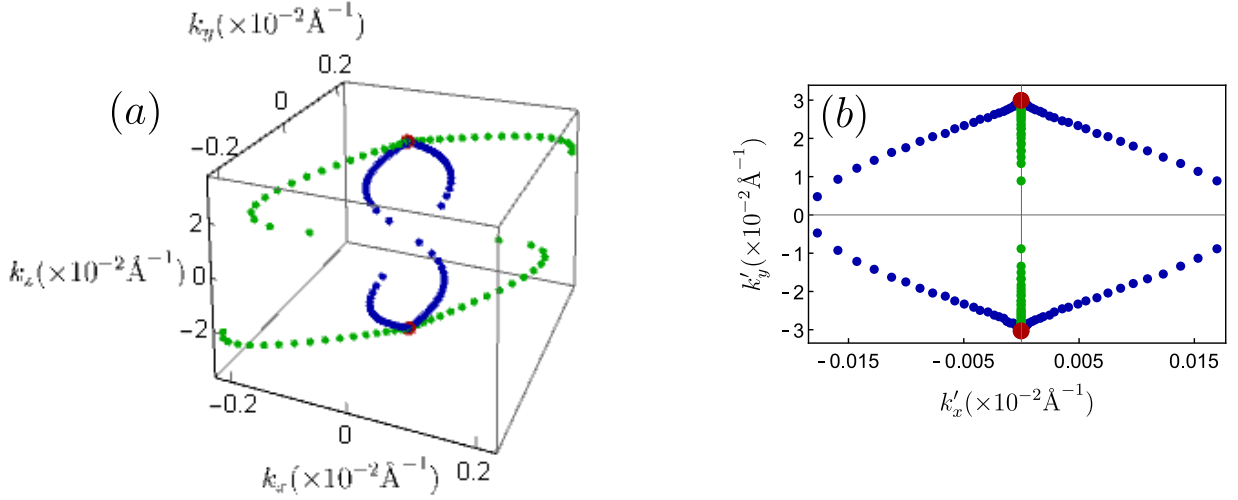 (a)
k_y(×10^{-2}Å^{-1})
-0.2
0
0.2
k_z(×10^{-2}Å^{-1})
2
0
-2
-0.2
0
0.2
k_x(×10^{-2}Å^{-1})
(b)
k'_y(×10^{-2}Å^{-1})
3
2
1
0
-1
-2
-3
-0.015
-0.005
0.005
0.015
k'_x(×10^{-2}Å^{-1})